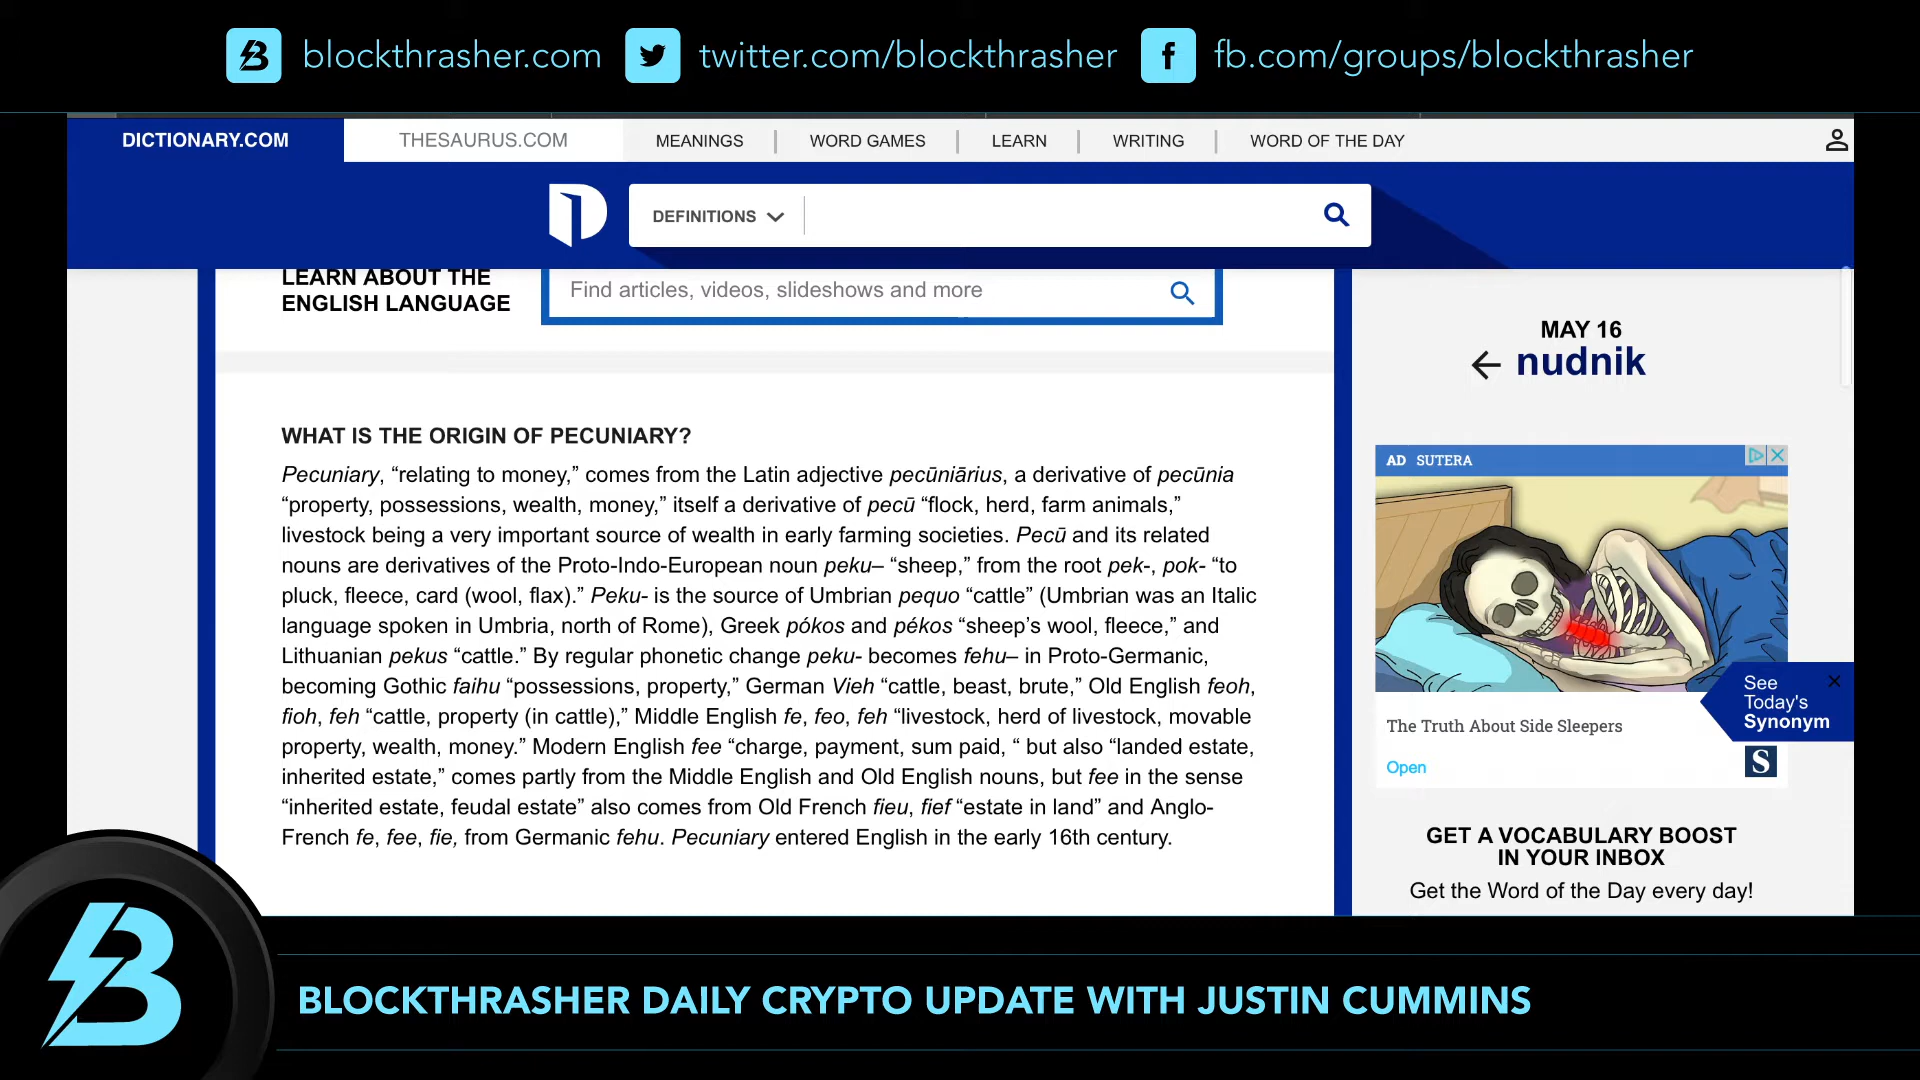 blockthrasher.com twitter.com/blockthrasher fb.com/groups/blockthrasher
DICTIONARY.COM THESAURUS.COM MEANINGS WORD GAMES LEARN WRITING WORD OF THE DAY
DEFINITIONS
LEARN ABOUT THE
ENGLISH LANGUAGE
Find articles, videos, slideshows and more
WHAT IS THE ORIGIN OF PECUNIARY?
Pecuniary, “relating to money,” comes from the Latin adjective pecūniārius, a derivative of pecūnia
“property, possessions, wealth, money,” itself a derivative of pecū “flock, herd, farm animals,”
livestock being a very important source of wealth in early farming societies. Pecū and its related
nouns are derivatives of the Proto-Indo-European noun peku– “sheep,” from the root pek-, pok- “to
pluck, fleece, card (wool, flax).” Peku- is the source of Umbrian pequo “cattle” (Umbrian was an Italic
language spoken in Umbria, north of Rome), Greek pókos and pékos “sheep’s wool, fleece,” and
Lithuanian pekus “cattle.” By regular phonetic change peku- becomes fehu– in Proto-Germanic,
becoming Gothic faihu “possessions, property,” German Vieh “cattle, beast, brute,” Old English feoh,
fioh, feh “cattle, property (in cattle),” Middle English fe, feo, feh “livestock, herd of livestock, movable
property, wealth, money.” Modern English fee “charge, payment, sum paid, “ but also “landed estate,
inherited estate,” comes partly from the Middle English and Old English nouns, but fee in the sense
“inherited estate, feudal estate” also comes from Old French fieu, fief “estate in land” and Anglo-
French fe, fee, fie, from Germanic fehu. Pecuniary entered English in the early 16th century.
MAY 16
nudnik
AD SUTERA
The Truth About Side Sleepers
Open
S
See
Today's
Synonym
GET A VOCABULARY BOOST
IN YOUR INBOX
Get the Word of the Day every day!
BLOCKTHRASHER DAILY CRYPTO UPDATE WITH JUSTIN CUMMINS